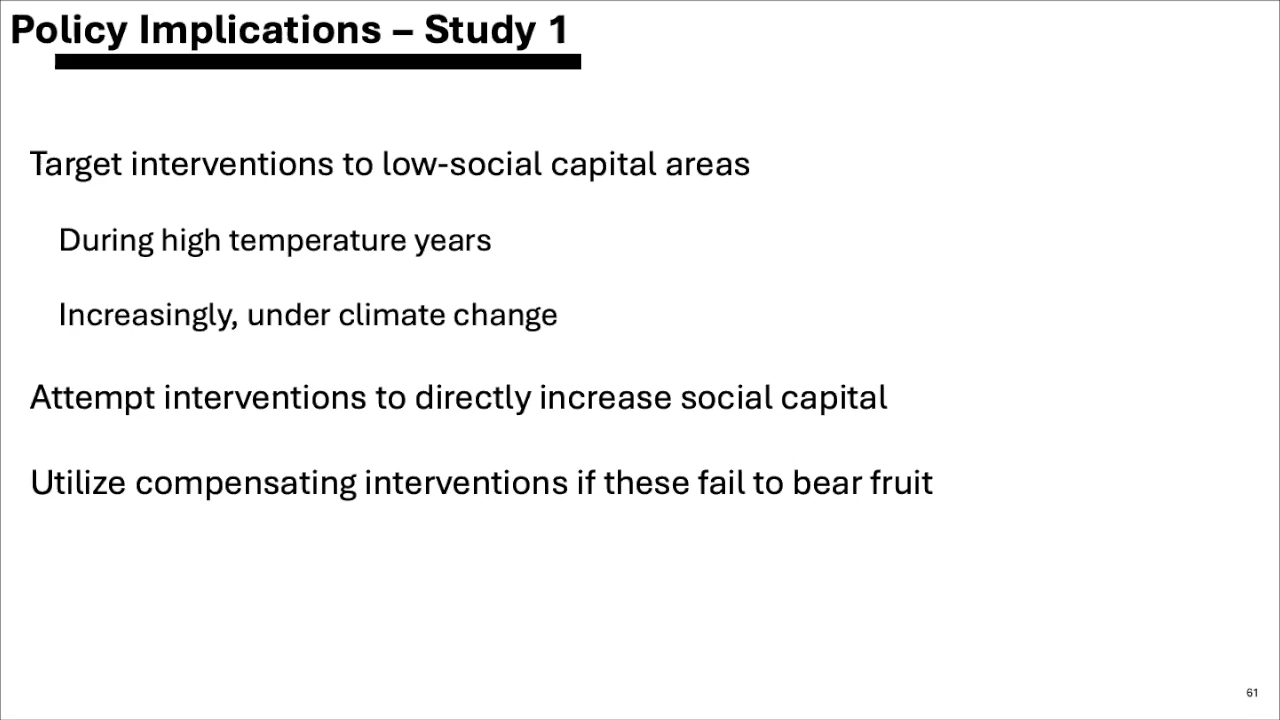 Policy Implications – Study 1
Target interventions to low-social capital areas
During high temperature years
Increasingly, under climate change
Attempt interventions to directly increase social capital
Utilize compensating interventions if these fail to bear fruit
61